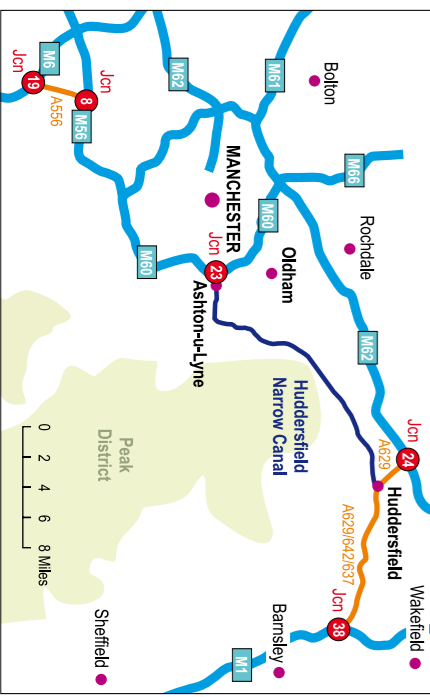 Bolton
M61
M62
M6
Jcn
19
A556
Jcn
8
M56
M66
Rochdale
MANCHESTER
M60
Oldham
Jcn
23
Ashton-u-Lyne
M60
M62
Jcn
24
A629
Huddersfield
Huddersfield
Narrow Canal
A629/642/637
Wakefield
Jcn
38
Barnsley
M1
Sheffield
Peak
District
0 2 4 6 8 Miles